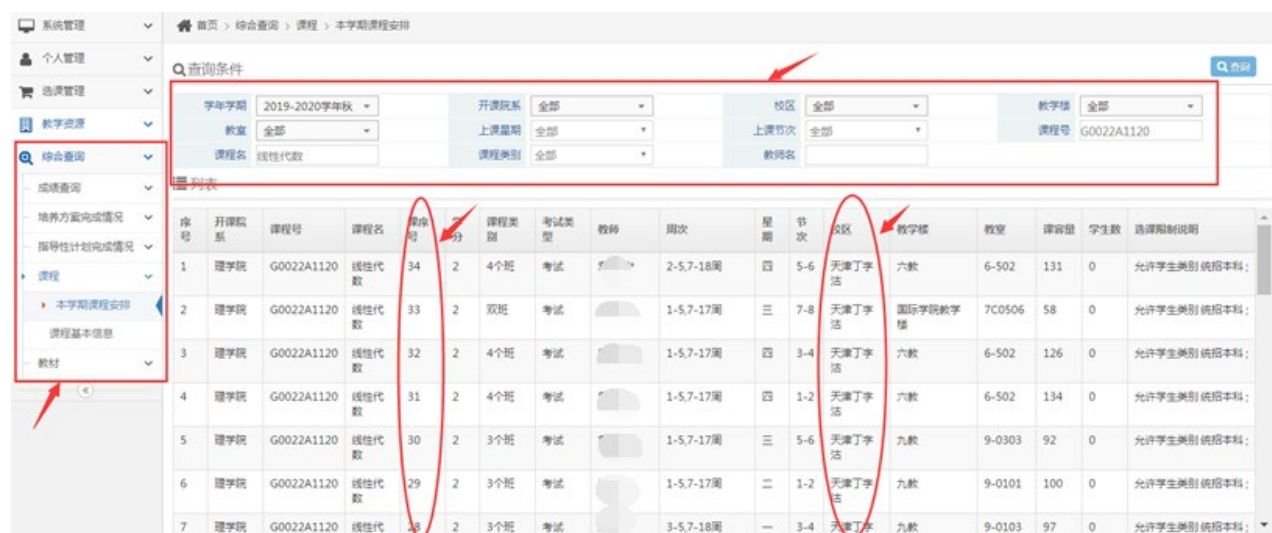 系统管理
首页 > 综合查询 > 课程 > 本学期课程安排
个人管理
选课管理
教学资源
综合查询
成绩查询
培养方案完成情况
指导性计划完成情况
课程
本学期课程安排
课程基本信息
教材
查询条件
查询
学年学期 2019-2020学年秋 开课院系 全部 校区 全部 教学楼 全部
教室 全部 上课星期 全部 上课节次 全部 课程号 G0022A1120
课程名 线性代数 课程类别 全部 教师名
列表
序号 开课院系 课程号 课程名 课序号 学分 课程类别 考试类型 教师 周次 星期 节次 校区 教学楼 教室 课容量 学生数 选课限制说明
1 理学院 G0022A1120 线性代数 34 2 4个班 考试 2-5,7-18周 四 5-6 天津丁字沽 六教 6-502 131 0 允许学生类别:统招本科;
2 理学院 G0022A1120 线性代数 33 2 双班 考试 1-5,7-17周 三 7-8 天津丁字沽 国际学院教学楼 7C0506 58 0 允许学生类别:统招本科;
3 理学院 G0022A1120 线性代数 32 2 4个班 考试 1-5,7-17周 四 3-4 天津丁字沽 六教 6-502 126 0 允许学生类别:统招本科;
4 理学院 G0022A1120 线性代数 31 2 4个班 考试 1-5,7-17周 四 1-2 天津丁字沽 六教 6-502 134 0 允许学生类别:统招本科;
5 理学院 G0022A1120 线性代数 30 2 3个班 考试 1-5,7-17周 三 5-6 天津丁字沽 九教 9-0303 92 0 允许学生类别:统招本科;
6 理学院 G0022A1120 线性代数 29 2 3个班 考试 1-5,7-17周 二 1-2 天津丁字沽 九教 9-0101 100 0 允许学生类别:统招本科;
7 理学院 G0022A1120 线性代 28 2 3个班 考试 3-5,7-18周 一 3-4 天津丁字 九教 9-0103 97 0 允许学生类别:统招本科;